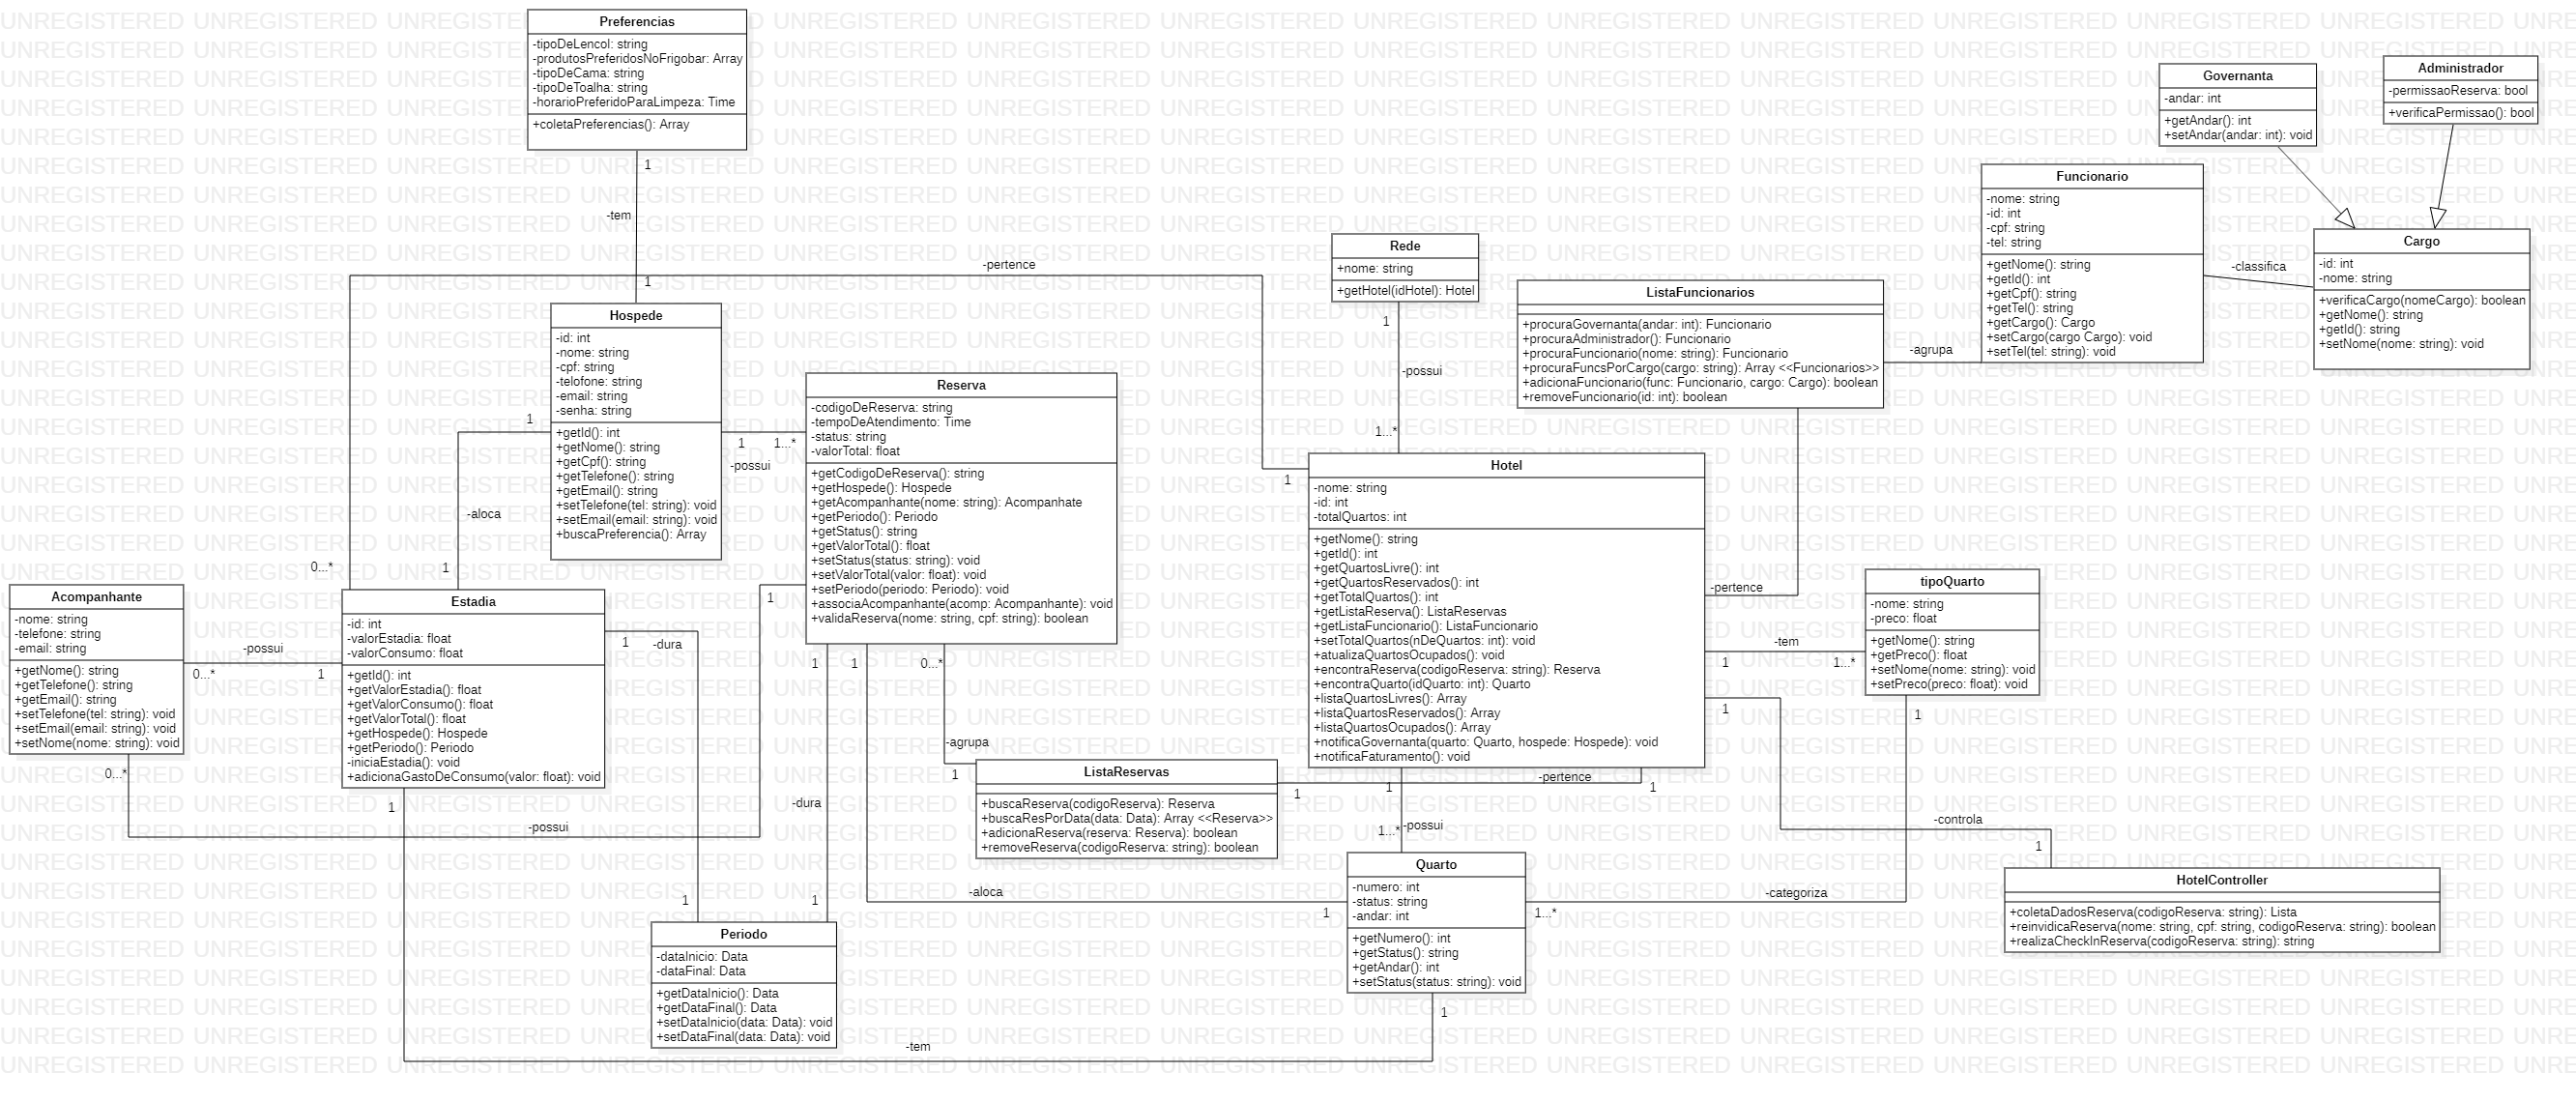 Preferencias
-tipoDeLencol: string
-produtosPreferidosNoFrigobar: Array
-tipoDeCama: string
-tipoDeToalha: string
-horarioPreferidoParaLimpeza: Time
+coletaPreferencias(): Array
1
-tem
1
Governanta
-andar: int
+getAndar(): int
+setAndar(andar: int): void
Administrador
-permissaoReserva: bool
+verificaPermissao(): bool
Funcionario
-nome: string
-id: int
-cpf: string
-tel: string
+getNome(): string
+getId(): int
+getCpf(): string
+getTel(): string
+getCargo(): Cargo
+setCargo(cargo Cargo): void
+setTel(tel: string): void
-classifica
Cargo
-id: int
-nome: string
+verificaCargo(nomeCargo): boolean
+getNome(): string
+getId(): string
+setNome(nome: string): void
-pertence
Rede
+nome: string
+getHotel(idHotel): Hotel
1
-possui
1...*
ListaFuncionarios
+procuraGovernanta(andar: int): Funcionario
+procuraAdministrador(): Funcionario
+procuraFuncionario(nome: string): Funcionario
+procuraFuncsPorCargo(cargo: string): Array <<Funcionarios>>
+adicionaFuncionario(func: Funcionario, cargo: Cargo): boolean
+removeFuncionario(id: int): boolean
-agrupa
Hospede
-id: int
-nome: string
-cpf: string
-telofone: string
-email: string
-senha: string
+getId(): int
+getNome(): string
+getCpf(): string
+getTelefone(): string
+getEmail(): string
+setTelefone(tel: string): void
+setEmail(email: string): void
+buscaPreferencia(): Array
1
-aloca
1
1
1...*
-possui
Reserva
-codigoDeReserva: string
-tempoDeAtendimento: Time
-status: string
-valorTotal: float
+getCodigoDeReserva(): string
+getHospede(): Hospede
+getAcompanhante(nome: string): Acompanhate
+getPeriodo(): Periodo
+getStatus(): string
+getValorTotal(): float
+setStatus(status: string): void
+setValorTotal(valor: float): void
+setPeriodo(periodo: Periodo): void
+associaAcompanhante(acomp: Acompanhante): void
+validaReserva(nome: string, cpf: string): boolean
1
Hotel
-nome: string
-id: int
-totalQuartos: int
+getNome(): string
+getId(): int
+getQuartosLivre(): int
+getQuartosReservados(): int
+getTotalQuartos(): int
+getListaReserva(): ListaReservas
+getListaFuncionario(): ListaFuncionario
+setTotalQuartos(nDeQuartos: int): void
+atualizaQuartosOcupados(): void
+encontraReserva(codigoReserva: string): Reserva
+encontraQuarto(idQuarto: int): Quarto
+listaQuartosLivres(): Array
+listaQuartosReservados(): Array
+listaQuartosOcupados(): Array
+notificaGovernanta(quarto: Quarto, hospede: Hospede): void
+notificaFaturamento(): void
-pertence
-tem
1
1...*
tipoQuarto
-nome: string
-preco: float
+getNome(): string
+getPreco(): float
+setNome(nome: string): void
+setPreco(preco: float): void
1
1
0...*
Acompanhante
-nome: string
-telefone: string
-email: string
+getNome(): string
+getTelefone(): string
+getEmail(): string
+setTelefone(tel: string): void
+setEmail(email: string): void
+setNome(nome: string): void
-possui
0...*
1
Estadia
-id: int
-valorEstadia: float
-valorConsumo: float
+getId(): int
+getValorEstadia(): float
+getValorConsumo(): float
+getValorTotal(): float
+getHospede(): Hospede
+getPeriodo(): Periodo
-iniciaEstadia(): void
+adicionaGastoDeConsumo(valor: float): void
1
-dura
1
1
1
0...*
-agrupa
1
0...*
1
-possui
-dura
ListaReservas
+buscaReserva(codigoReserva): Reserva
+buscaResPorData(data: Data): Array <<Reserva>>
+adicionaReserva(reserva: Reserva): boolean
+removeReserva(codigoReserva: string): boolean
-pertence
1
1
1
1...*
-possui
-controla
1
-aloca
1
Quarto
-numero: int
-status: string
-andar: int
+getNumero(): int
+getStatus(): string
+getAndar(): int
+setStatus(status: string): void
1...*
-categoriza
HotelController
+coletaDadosReserva(codigoReserva: string): Lista
+reinvidicaReserva(nome: string, cpf: string, codigoReserva: string): boolean
+realizaCheckInReserva(codigoReserva: string): string
1
1
Periodo
-dataInicio: Data
-dataFinal: Data
+getDataInicio(): Data
+getDataFinal(): Data
+setDataInicio(data: Data): void
+setDataFinal(data: Data): void
1
-tem
UNREGISTERED